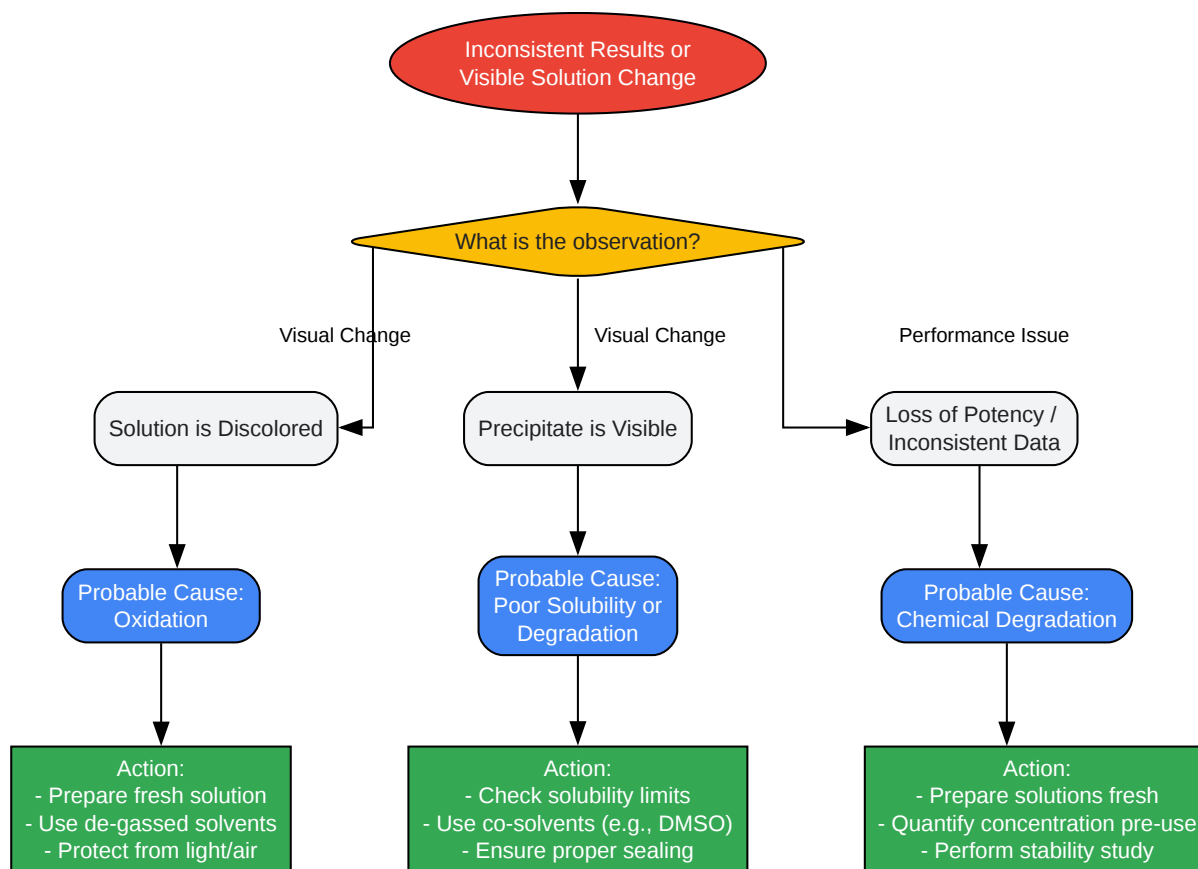 Inconsistent Results or
Visible Solution Change
What is the observation?
Visual Change
Visual Change
Performance Issue
Solution is Discolored
Precipitate is Visible
Loss of Potency /
Inconsistent Data
Probable Cause:
Oxidation
Probable Cause:
Poor Solubility or
Degradation
Probable Cause:
Chemical Degradation
Action:
- Prepare fresh solution
- Use de-gassed solvents
- Protect from light/air
Action:
- Check solubility limits
- Use co-solvents (e.g., DMSO)
- Ensure proper sealing
Action:
- Prepare solutions fresh
- Quantify concentration pre-use
- Perform stability study